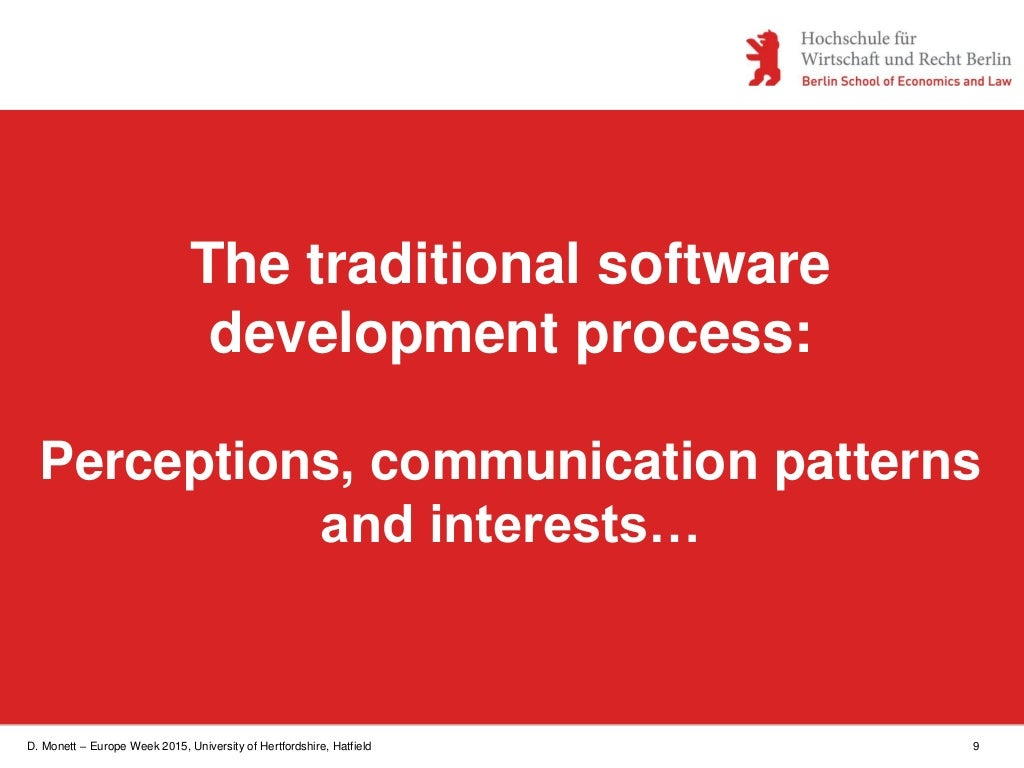 Hochschule für
Wirtschaft und Recht Berlin
Berlin School of Economics and Law
The traditional software
development process:
Perceptions, communication patterns
and interests…
D. Monett – Europe Week 2015, University of Hertfordshire, Hatfield
9